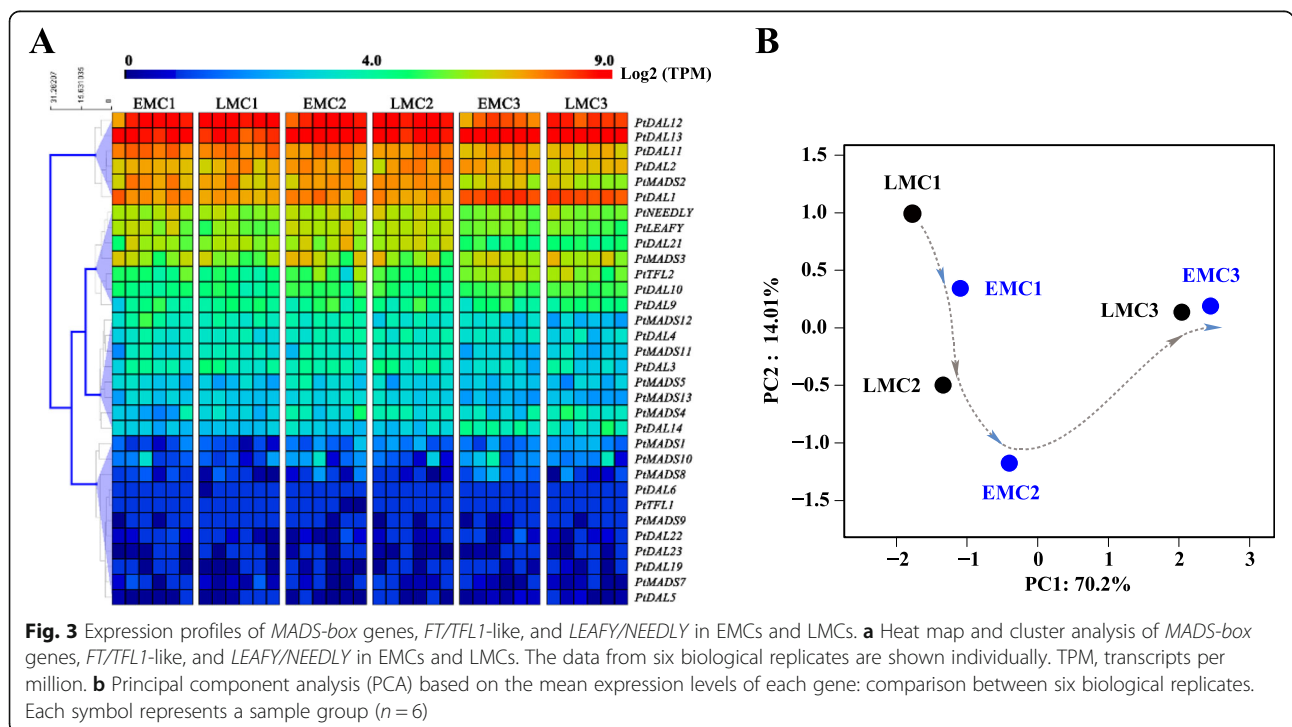 A
B
0 4.0 9.0 Log2 (TPM)
31.26207 15.631035 0
EMC1 LMC1 EMC2 LMC2 EMC3 LMC3
PtDAL12
PtDAL13
PtDAL11
PtDAL2
PtMADS2
PtDAL1
PtNEEDLY
PtLEAFY
PtDAL21
PtMADS3
PtTFL2
PtDAL10
PtDAL9
PtMADS12
PtDAL4
PtMADS11
PtDAL3
PtMADS5
PtMADS13
PtMADS4
PtDAL14
PtMADS1
PtMADS10
PtMADS8
PtDAL6
PtTFL1
PtMADS9
PtDAL22
PtDAL23
PtDAL19
PtMADS7
PtDAL5
1.5
1.0
0.5
0.0
−0.5
−1.0
−1.5
PC2 : 14.01%
LMC1
EMC1
LMC2
EMC2
LMC3
EMC3
−2 −1 0 1 2 3
PC1: 70.2%
Fig. 3 Expression profiles of MADS-box genes, FT/TFL1-like, and LEAFY/NEEDLY in EMCs and LMCs. a Heat map and cluster analysis of MADS-box
genes, FT/TFL1-like, and LEAFY/NEEDLY in EMCs and LMCs. The data from six biological replicates are shown individually. TPM, transcripts per
million. b Principal component analysis (PCA) based on the mean expression levels of each gene: comparison between six biological replicates.
Each symbol represents a sample group (n = 6)